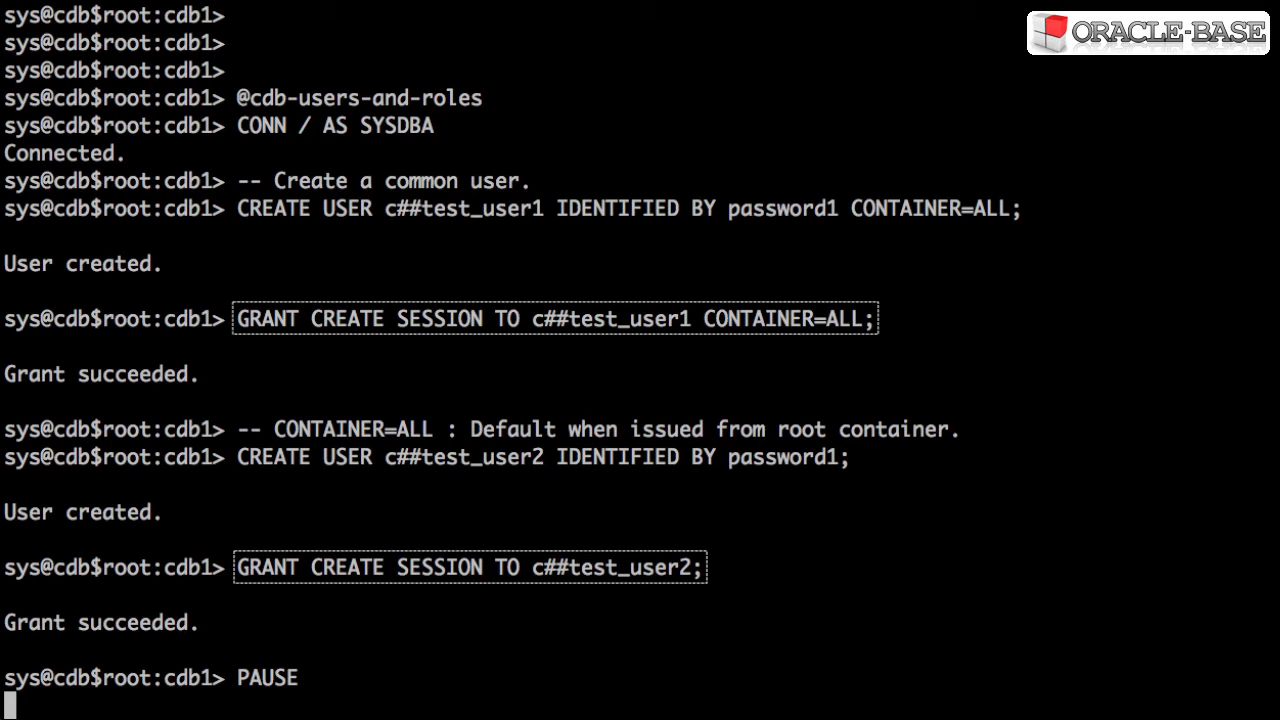 sys@cdb$root:cdb1>
ORACLE-BASE
sys@cdb$root:cdb1>
sys@cdb$root:cdb1>
sys@cdb$root:cdb1> @cdb-users-and-roles
sys@cdb$root:cdb1> CONN / AS SYSDBA
Connected.
sys@cdb$root:cdb1> -- Create a common user.
sys@cdb$root:cdb1> CREATE USER c##test_user1 IDENTIFIED BY password1 CONTAINER=ALL;
User created.
sys@cdb$root:cdb1> GRANT CREATE SESSION TO c##test_user1 CONTAINER=ALL;
Grant succeeded.
sys@cdb$root:cdb1> -- CONTAINER=ALL : Default when issued from root container.
sys@cdb$root:cdb1> CREATE USER c##test_user2 IDENTIFIED BY password1;
User created.
sys@cdb$root:cdb1> GRANT CREATE SESSION TO c##test_user2;
Grant succeeded.
sys@cdb$root:cdb1> PAUSE